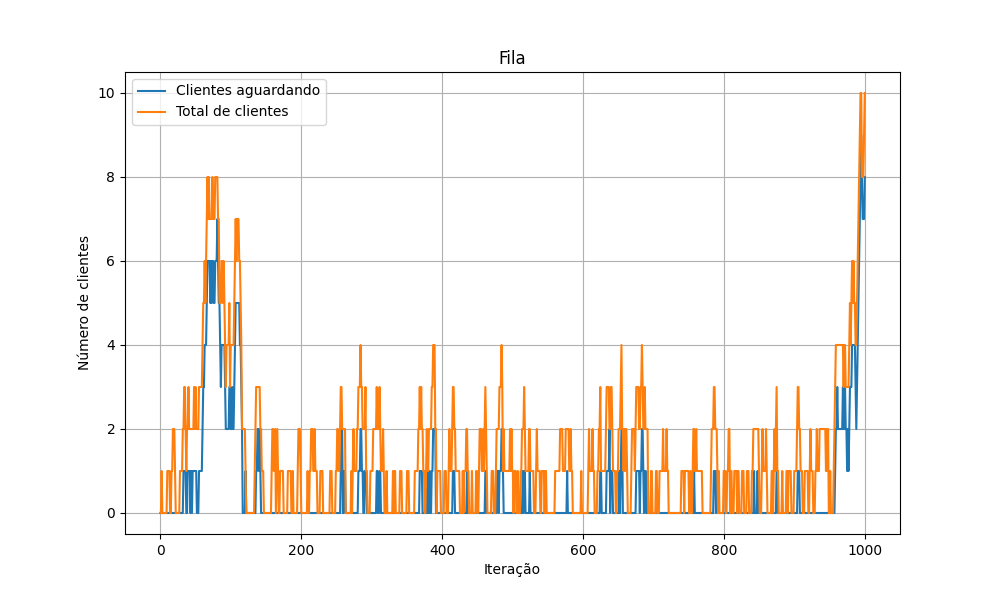 Fila
Clientes aguardando
Total de clientes
Número de clientes
10
8
6
4
2
0
0 200 400 600 800 1000
Iteração